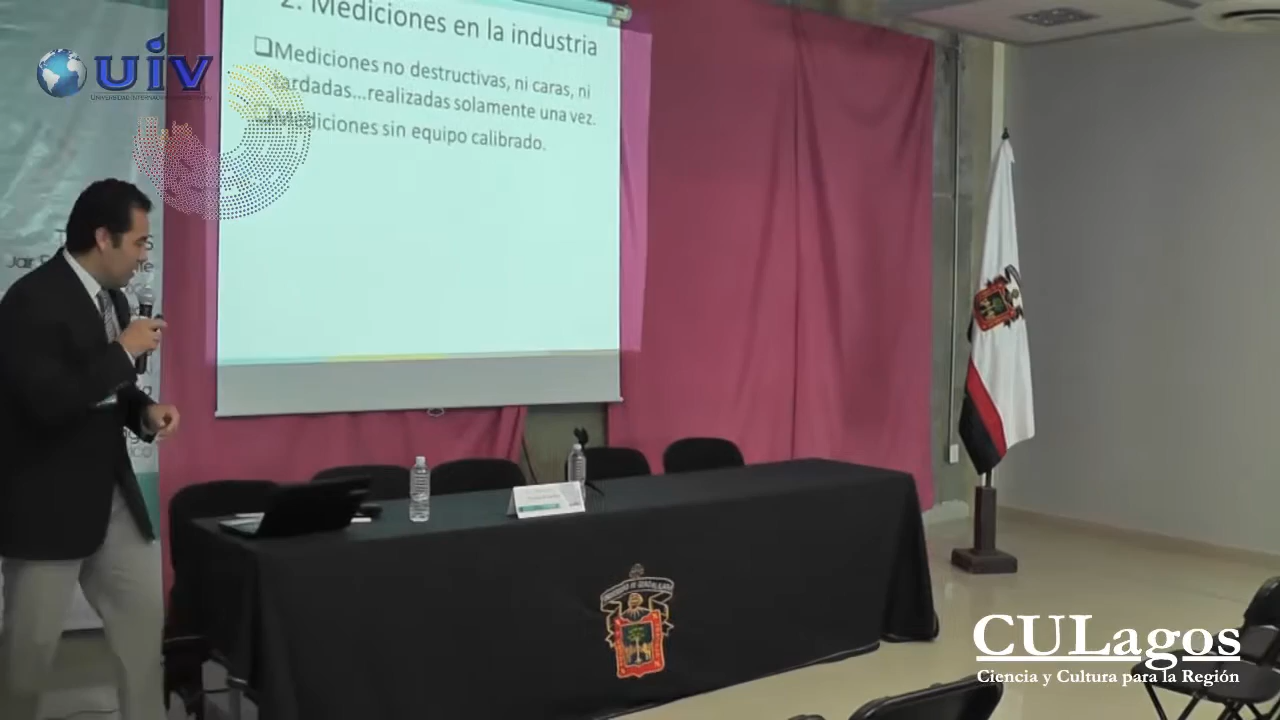 2. Mediciones en la industria
Mediciones no destructivas, ni caras, ni
tardadas...realizadas solamente una vez.
Mediciones sin equipo calibrado.
UIV
CULagos
Ciencia y Cultura para la Región